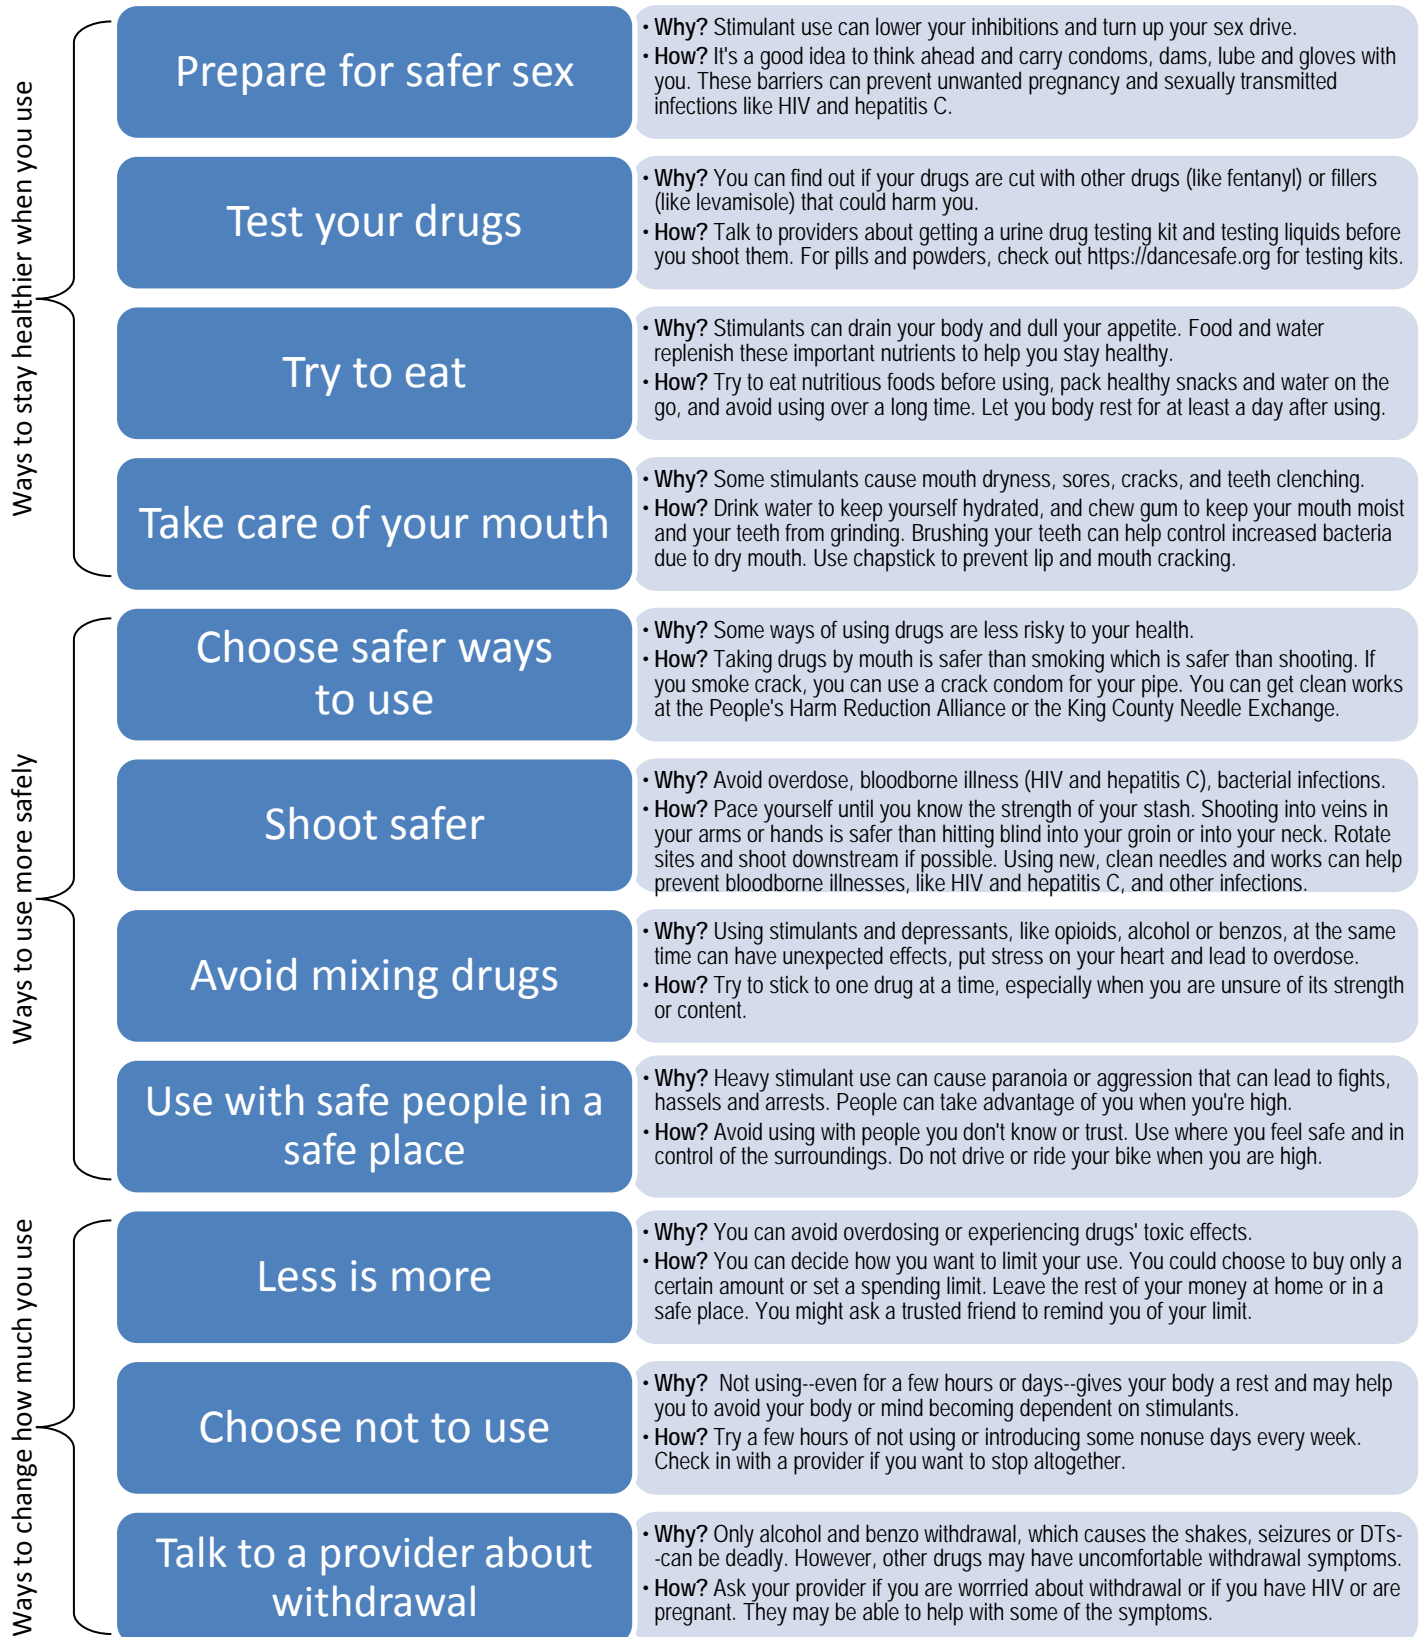 Ways to stay healthier when you use
Prepare for safer sex
• Why? Stimulant use can lower your inhibitions and turn up your sex drive.
• How? It's a good idea to think ahead and carry condoms, dams, lube and gloves with
you. These barriers can prevent unwanted pregnancy and sexually transmitted
infections like HIV and hepatitis C.
Test your drugs
• Why? You can find out if your drugs are cut with other drugs (like fentanyl) or fillers
(like levamisole) that could harm you.
• How? Talk to providers about getting a urine drug testing kit and testing liquids before
you shoot them. For pills and powders, check out https://dancesafe.org for testing kits.
Try to eat
• Why? Stimulants can drain your body and dull your appetite. Food and water
replenish these important nutrients to help you stay healthy.
• How? Try to eat nutritious foods before using, pack healthy snacks and water on the
go, and avoid using over a long time. Let you body rest for at least a day after using.
Take care of your mouth
• Why? Some stimulants cause mouth dryness, sores, cracks, and teeth clenching.
• How? Drink water to keep yourself hydrated, and chew gum to keep your mouth moist
and your teeth from grinding. Brushing your teeth can help control increased bacteria
due to dry mouth. Use chapstick to prevent lip and mouth cracking.
Ways to use more safely
Choose safer ways
to use
• Why? Some ways of using drugs are less risky to your health.
• How? Taking drugs by mouth is safer than smoking which is safer than shooting. If
you smoke crack, you can use a crack condom for your pipe. You can get clean works
at the People's Harm Reduction Alliance or the King County Needle Exchange.
Shoot safer
• Why? Avoid overdose, bloodborne illness (HIV and hepatitis C), bacterial infections.
• How? Pace yourself until you know the strength of your stash. Shooting into veins in
your arms or hands is safer than hitting blind into your groin or into your neck. Rotate
sites and shoot downstream if possible. Using new, clean needles and works can help
prevent bloodborne illnesses, like HIV and hepatitis C, and other infections.
Avoid mixing drugs
• Why? Using stimulants and depressants, like opioids, alcohol or benzos, at the same
time can have unexpected effects, put stress on your heart and lead to overdose.
• How? Try to stick to one drug at a time, especially when you are unsure of its strength
or content.
Use with safe people in a
safe place
• Why? Heavy stimulant use can cause paranoia or aggression that can lead to fights,
hassels and arrests. People can take advantage of you when you're high.
• How? Avoid using with people you don't know or trust. Use where you feel safe and in
control of the surroundings. Do not drive or ride your bike when you are high.
Ways to change how much you use
Less is more
• Why? You can avoid overdosing or experiencing drugs' toxic effects.
• How? You can decide how you want to limit your use. You could choose to buy only a
certain amount or set a spending limit. Leave the rest of your money at home or in a
safe place. You might ask a trusted friend to remind you of your limit.
Choose not to use
• Why? Not using--even for a few hours or days--gives your body a rest and may help
you to avoid your body or mind becoming dependent on stimulants.
• How? Try a few hours of not using or introducing some nonuse days every week.
Check in with a provider if you want to stop altogether.
Talk to a provider about
withdrawal
• Why? Only alcohol and benzo withdrawal, which causes the shakes, seizures or DTs-
-can be deadly. However, other drugs may have uncomfortable withdrawal symptoms.
• How? Ask your provider if you are worrried about withdrawal or if you have HIV or are
pregnant. They may be able to help with some of the symptoms.